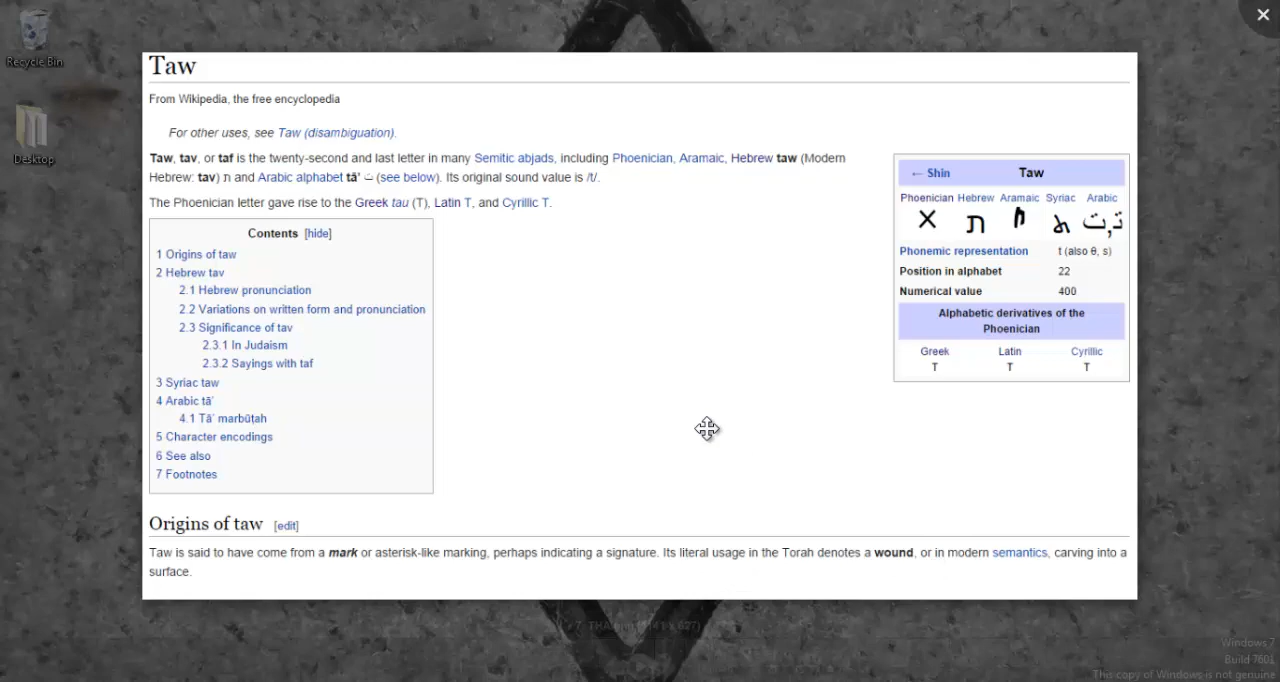 Recycle Bin
Desktop
Taw
From Wikipedia, the free encyclopedia
For other uses, see Taw (disambiguation).
Taw, tav, or taf is the twenty-second and last letter in many Semitic abjads, including Phoenician, Aramaic, Hebrew taw (Modern
Hebrew: tav) ת and Arabic alphabet tāʼ ت (see below). Its original sound value is /t/.
The Phoenician letter gave rise to the Greek tau (Τ), Latin T, and Cyrillic Т.
Contents [hide]
1 Origins of taw
2 Hebrew tav
2.1 Hebrew pronunciation
2.2 Variations on written form and pronunciation
2.3 Significance of tav
2.3.1 In Judaism
2.3.2 Sayings with taf
3 Syriac taw
4 Arabic tāʼ
4.1 Tāʼ marbūṭah
5 Character encodings
6 See also
7 Footnotes
← Shin Taw
Phoenician Hebrew Aramaic Syriac Arabic
𐤕 ת 𐡕 ܬ ت,ة
Phonemic representation t (also θ, s)
Position in alphabet 22
Numerical value 400
Alphabetic derivatives of the
Phoenician
Greek Latin Cyrillic
Τ T Т
Origins of taw [edit]
Taw is said to have come from a mark or asterisk-like marking, perhaps indicating a signature. Its literal usage in the Torah denotes a wound, or in modern semantics, carving into a
surface.
Windows 7
Build 7601
This copy of Windows is not genuine